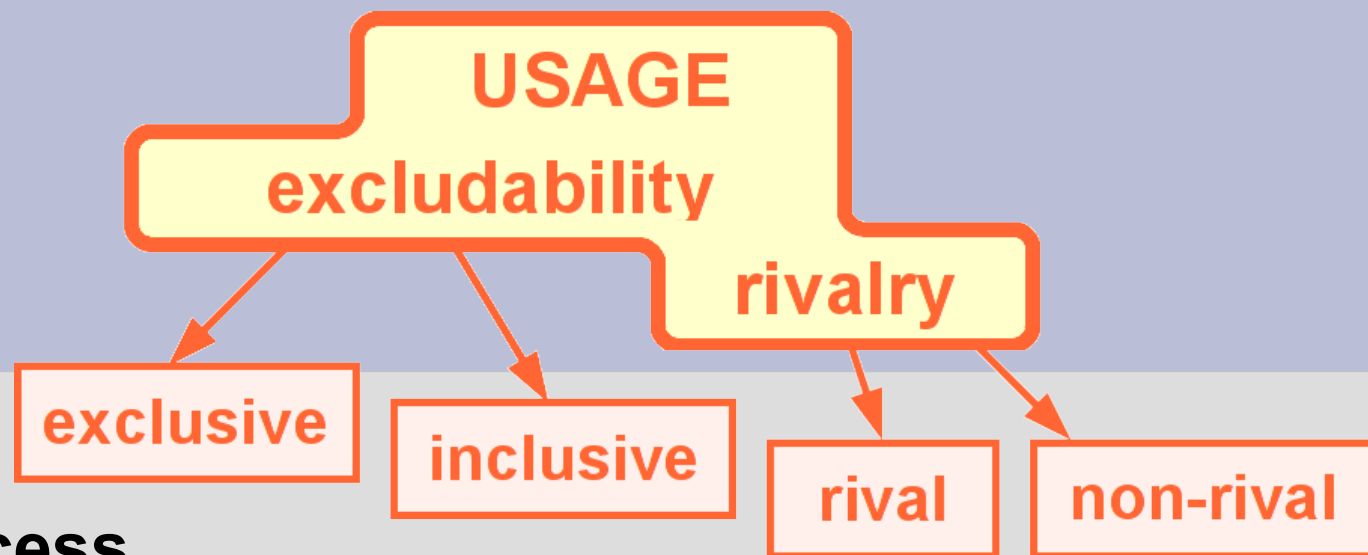 USAGE
excludability
rivalry
exclusive
inclusive
rival
non-rival